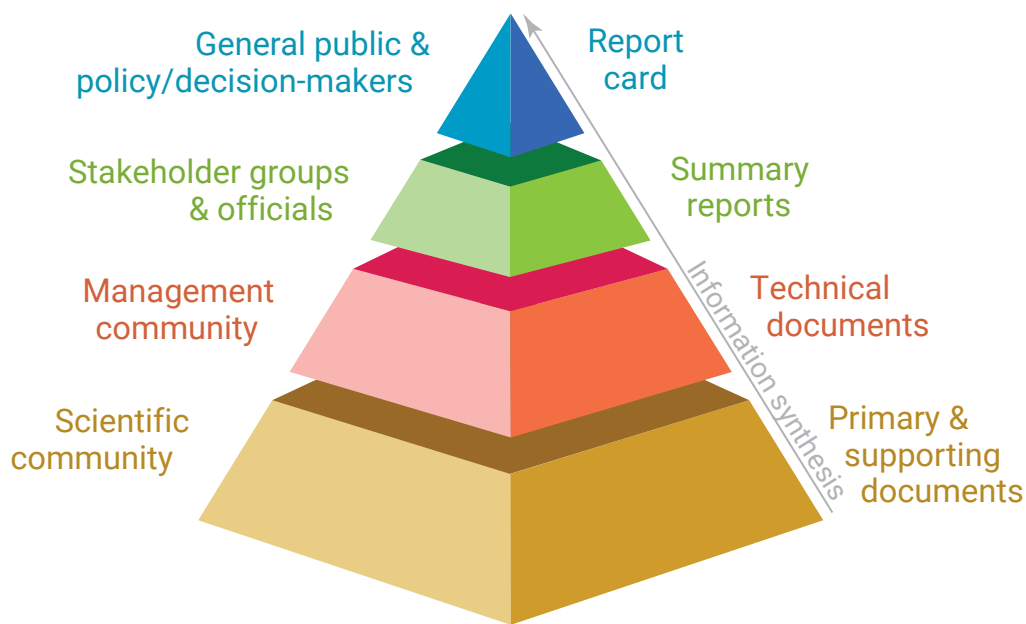 General public &
policy/decision-makers
Report
card
Stakeholder groups
& officials
Summary
reports
Management
community
Technical
documents
Information synthesis
Scientific
community
Primary &
supporting
documents